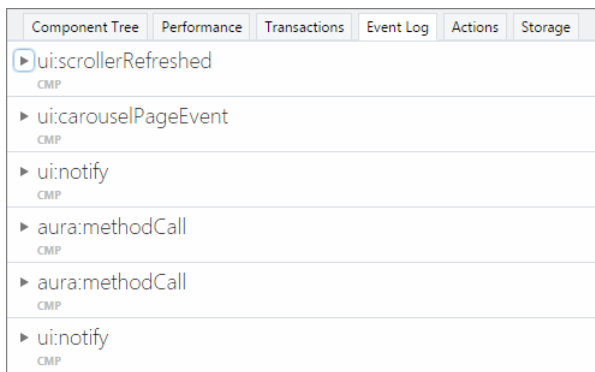 Component Tree Performance Transactions Event Log Actions Storage
ui:scrollerRefreshed
CMP
ui:carouselPageEvent
CMP
ui:notify
CMP
aura:methodCall
CMP
aura:methodCall
CMP
ui:notify
CMP